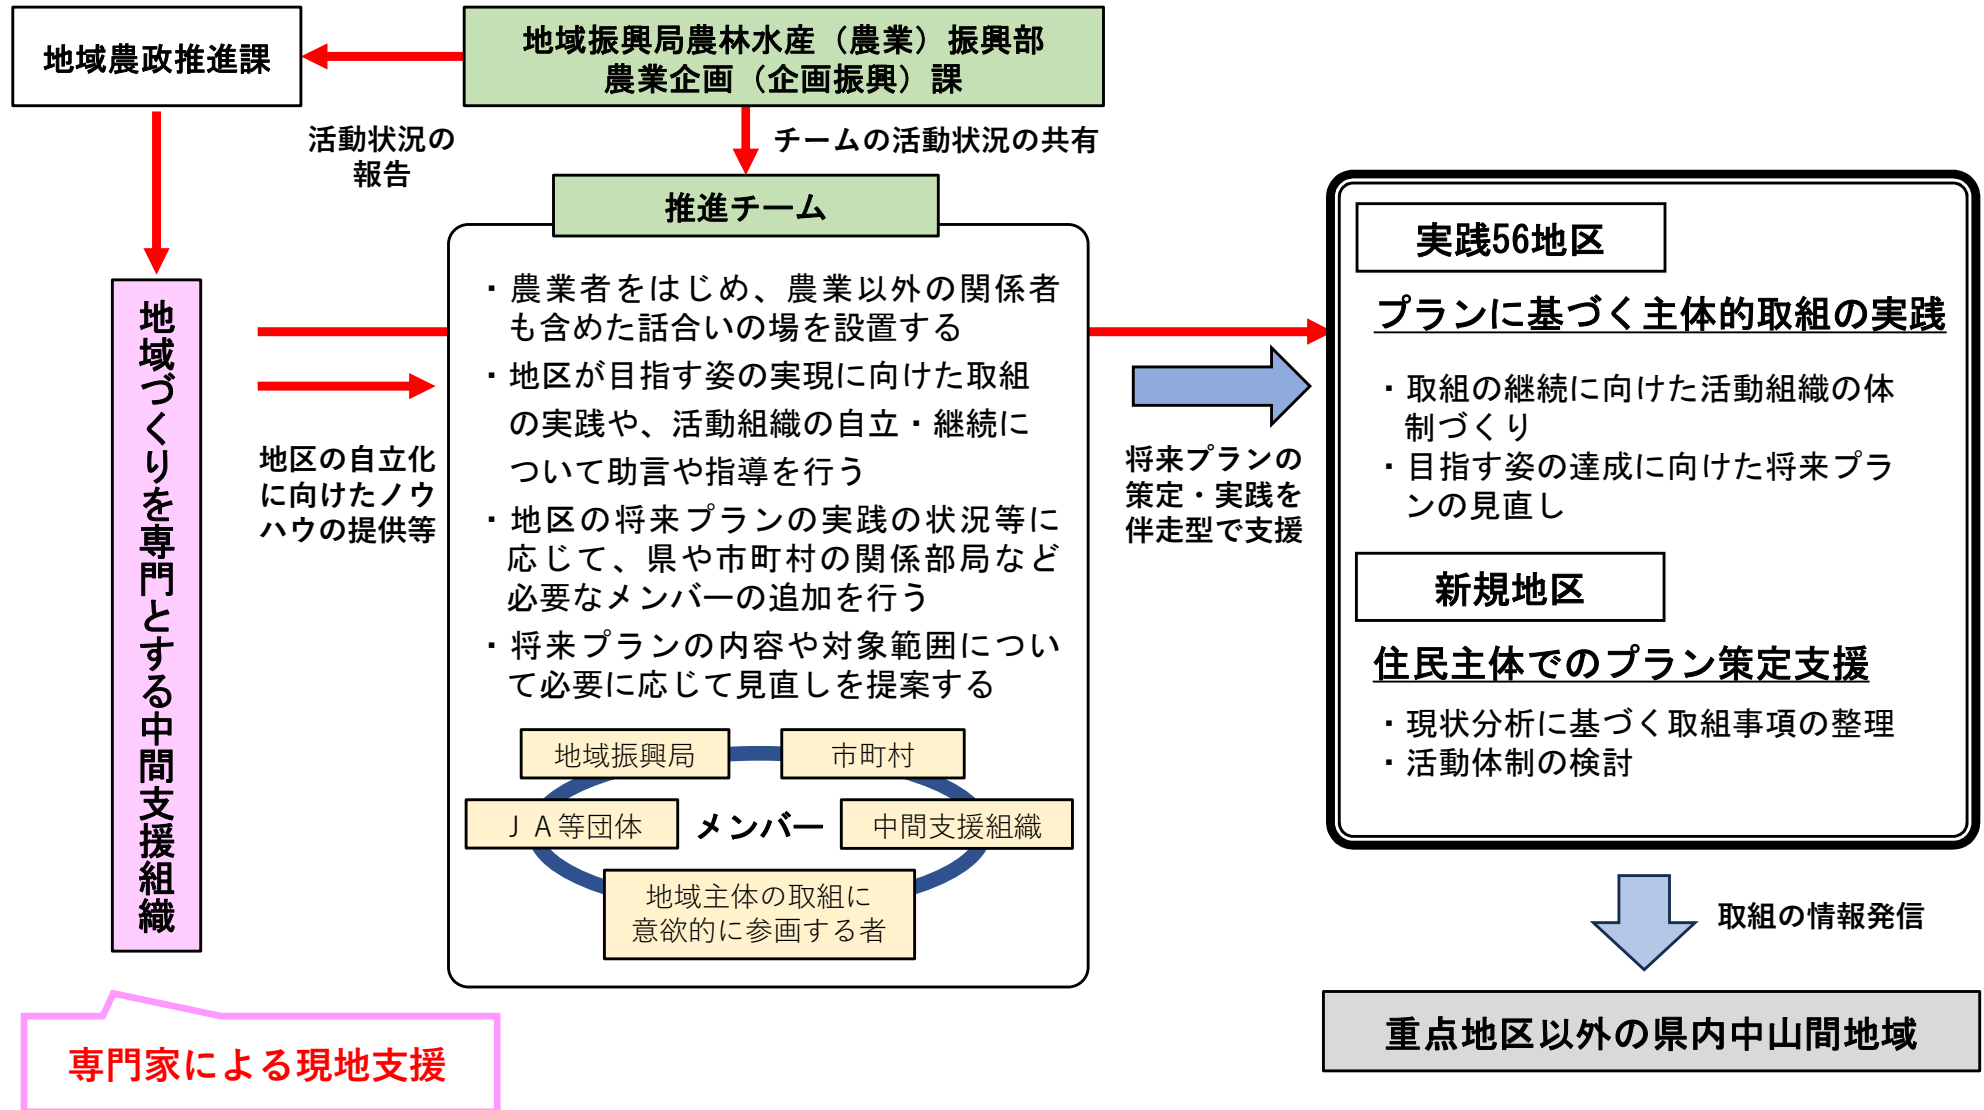 地域農政推進課
地域振興局農林水産（農業）振興部
農業企画（企画振興）課
活動状況の
報告
チームの活動状況の共有
推進チーム
・農業者をはじめ、農業以外の関係者
も含めた話合いの場を設置する
・地区が目指す姿の実現に向けた取組
の実践や、活動組織の自立・継続に
ついて助言や指導を行う
・地区の将来プランの実践の状況等に
応じて、県や市町村の関係部局など
必要なメンバーの追加を行う
・将来プランの内容や対象範囲につい
て必要に応じて見直しを提案する
地域振興局
市町村
ＪＡ等団体
メンバー
中間支援組織
地域主体の取組に
意欲的に参画する者
地域づくりを専門とする中間支援組織
地区の自立化
に向けたノウ
ハウの提供等
専門家による現地支援
将来プランの
策定・実践を
伴走型で支援
実践56地区
プランに基づく主体的取組の実践
・取組の継続に向けた活動組織の体
制づくり
・目指す姿の達成に向けた将来プラ
ンの見直し
新規地区
住民主体でのプラン策定支援
・現状分析に基づく取組事項の整理
・活動体制の検討
取組の情報発信
重点地区以外の県内中山間地域